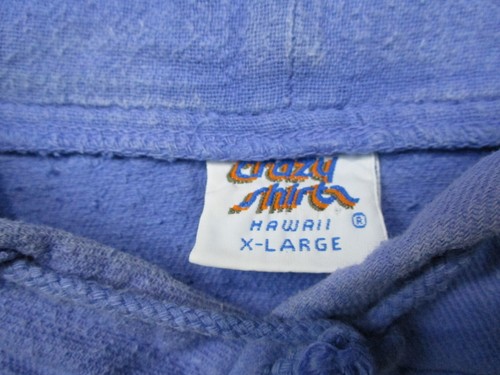 Crazy
Shirts
HAWAII ®
X-LARGE